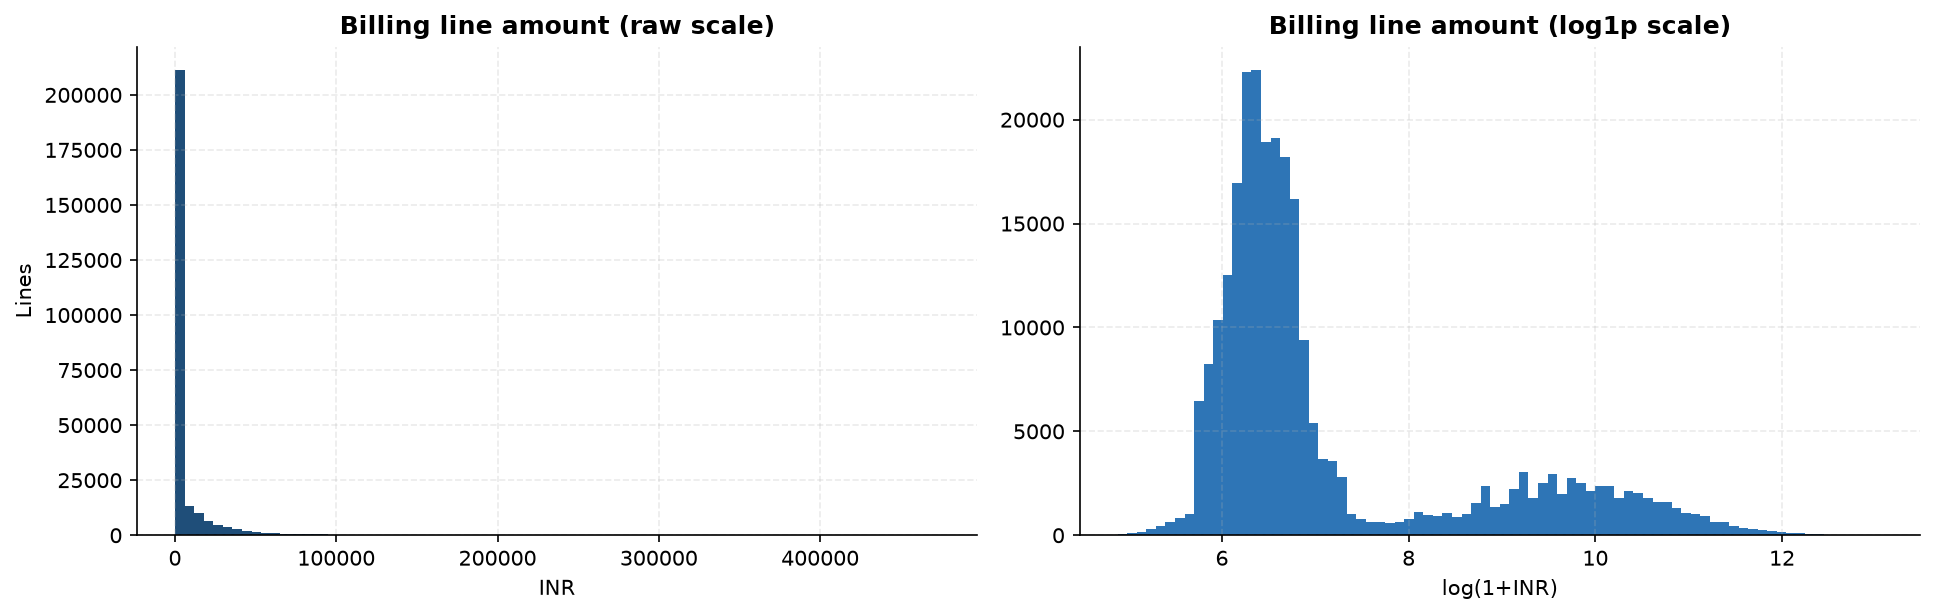 Billing line amount (raw scale)
Lines
200000
175000
150000
125000
100000
75000
50000
25000
0
0 100000 200000 300000 400000
INR
Billing line amount (log1p scale)
20000
15000
10000
5000
0
6 8 10 12
log(1+INR)